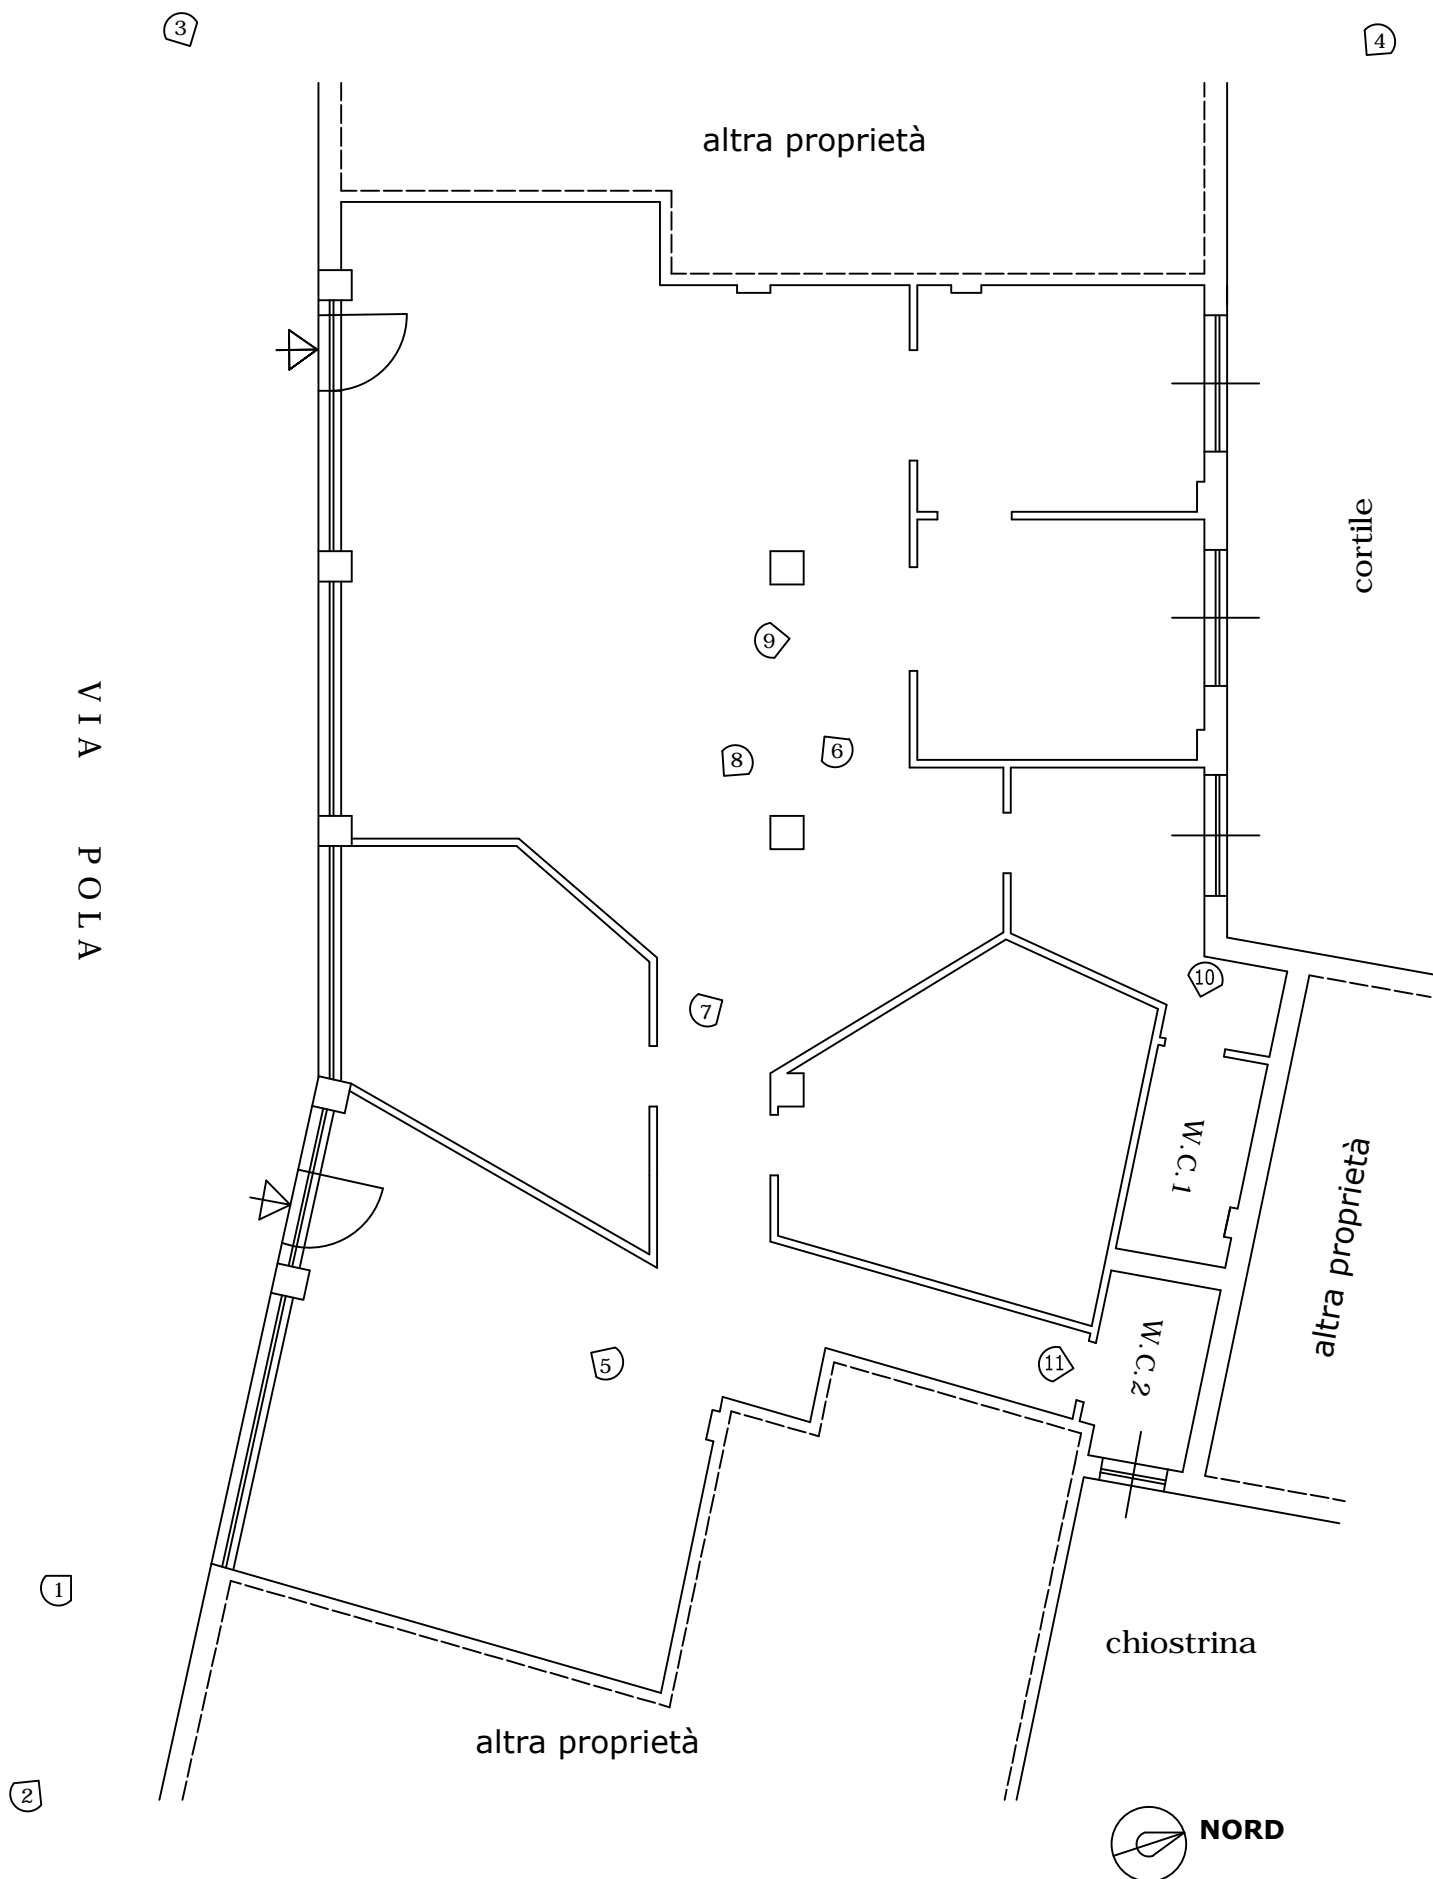 3
4
altra proprietà
cortile
9
VIA POLA
8
6
10
7
W.C.1
altra proprietà
W.C.2
5
11
1
chiostrina
altra proprietà
2
NORD